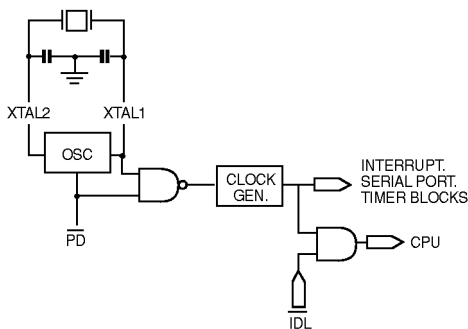 XTAL2
XTAL1
OSC
PD
CLOCK
GEN.
INTERRUPT.
SERIAL PORT.
TIMER BLOCKS
CPU
IDL